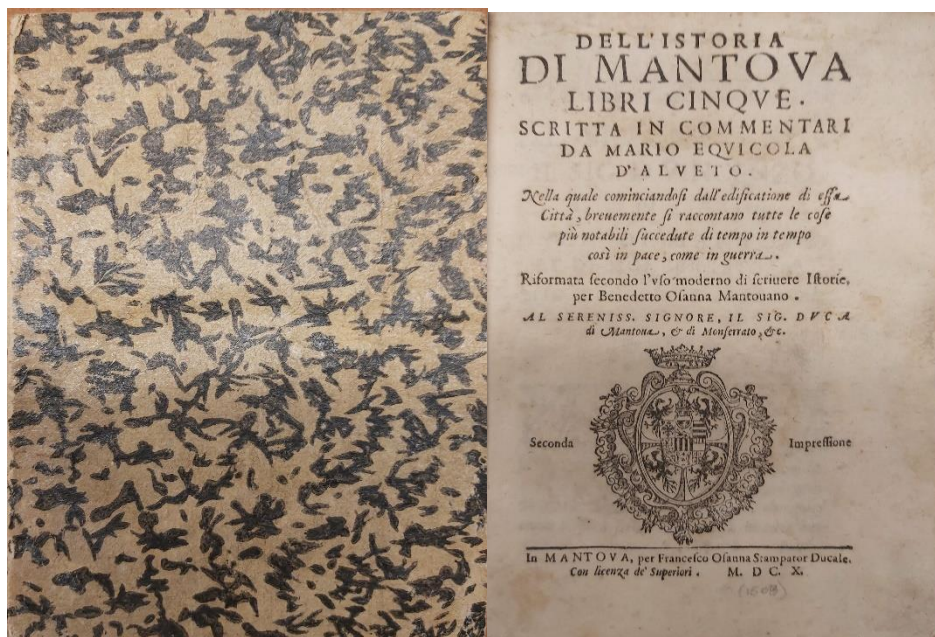 DELL'ISTORIA
DI MANTOVA
LIBRI CINQVE.
SCRITTA IN COMMENTARI
DA MARIO EQVICOLA
D'ALVETO.
Nella quale cominciandosi dall'edificatione di essa
Città, breuemente si raccontano tutte le cose
più notabili succedute di tempo in tempo
così in pace, come in guerra.
Riformata secondo l'vso moderno di scriuere Istorie,
per Benedetto Osanna Mantouano.
AL SERENISS. SIGNORE, IL SIG. DVCA
di Mantoua, & di Monferrato, &c.
Seconda Impressione
In MANTOVA, per Francesco Osanna Stampator Ducale.
Con licenza de' Superiori. M. D C. X.